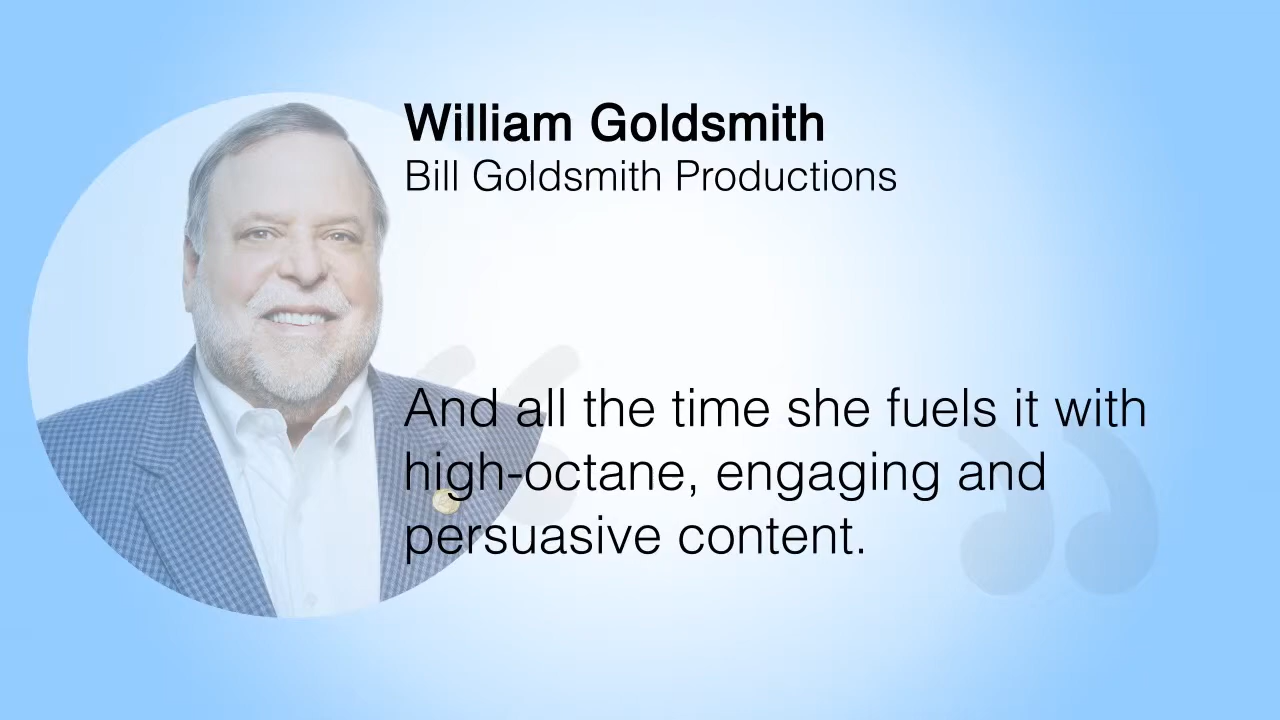 William Goldsmith
Bill Goldsmith Productions
And all the time she fuels it with
high-octane, engaging and
persuasive content.